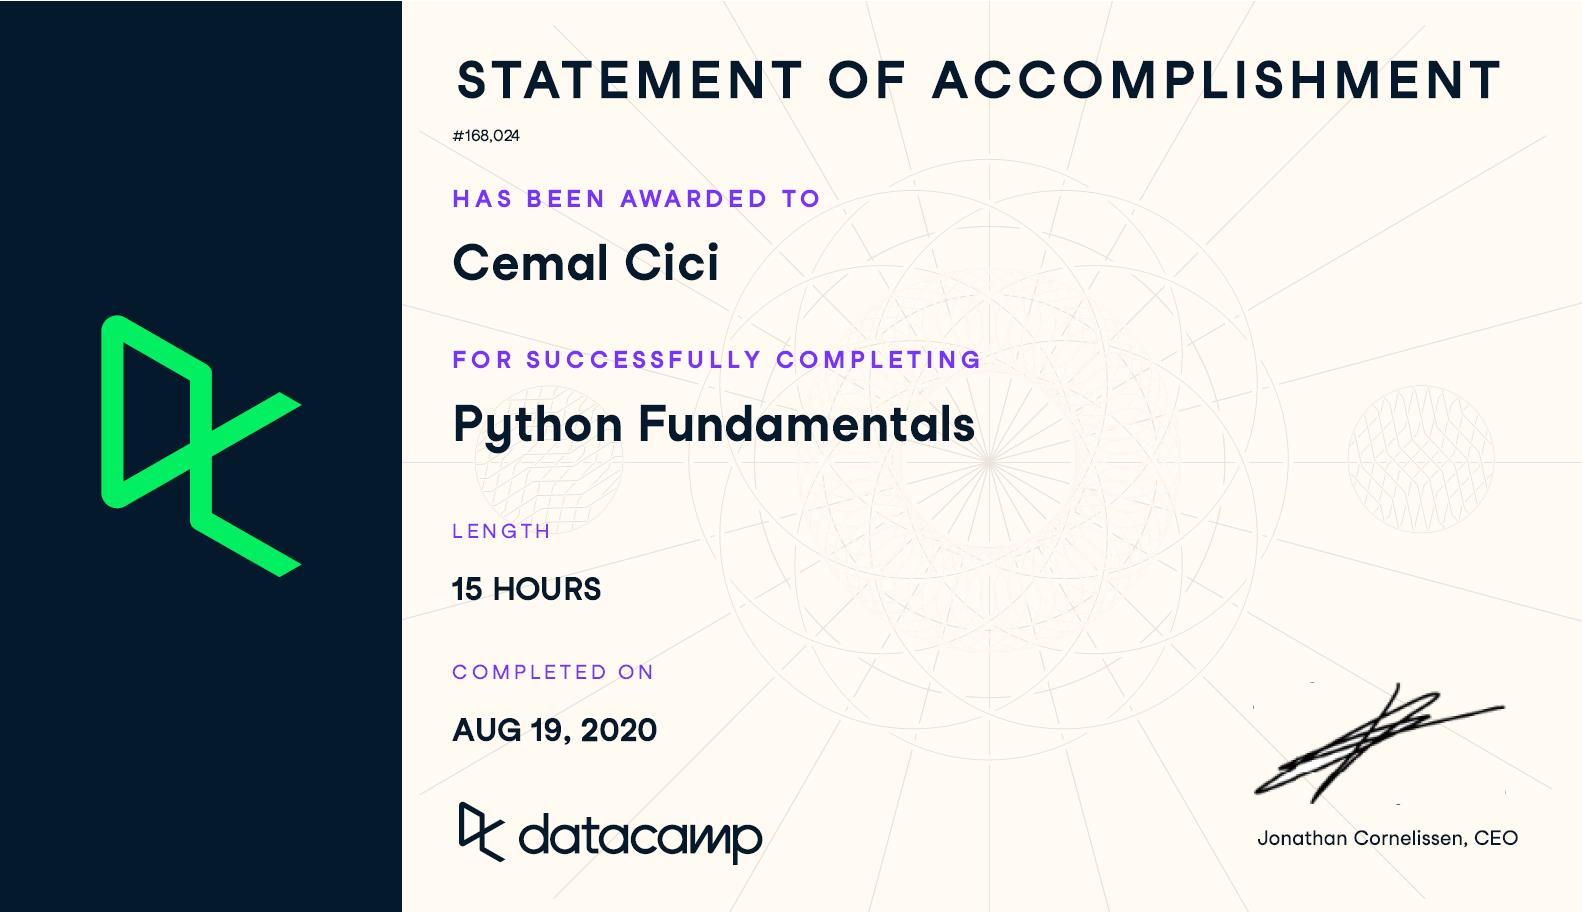 STATEMENT OF ACCOMPLISHMENT
#168,024
HAS BEEN AWARDED TO
Cemal Cici
FOR SUCCESSFULLY COMPLETING
Python Fundamentals
LENGTH
15 HOURS
COMPLETED ON
AUG 19, 2020
datacamp
Jonathan Cornelissen, CEO